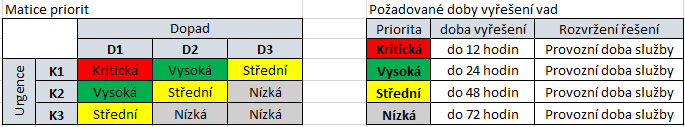 Matice priorit
Dopad
D1 D2 D3
Urgence
K1 Kritická Vysoká Střední
K2 Vysoká Střední Nízká
K3 Střední Nízká Nízká
Požadované doby vyřešení vad
Priorita doba vyřešení Rozvržení řešení
Kritická do 12 hodin Provozní doba služby
Vysoká do 24 hodin Provozní doba služby
Střední do 48 hodin Provozní doba služby
Nízká do 72 hodin Provozní doba služby